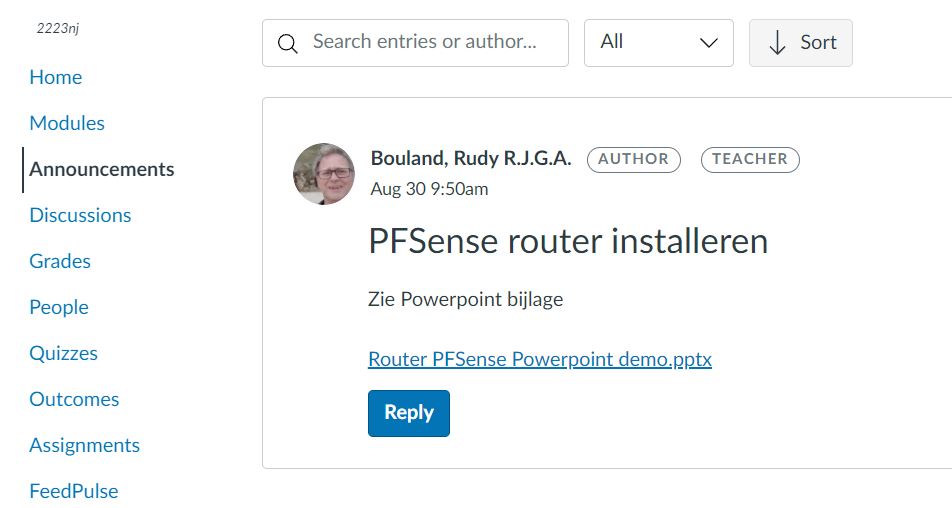 2223nj
Home
Modules
Announcements
Discussions
Grades
People
Quizzes
Outcomes
Assignments
FeedPulse
Search entries or author...
All
Sort
Bouland, Rudy R.J.G.A. AUTHOR TEACHER
Aug 30 9:50am
PFSense router installeren
Zie Powerpoint bijlage
Router PFSense Powerpoint demo.pptx
Reply